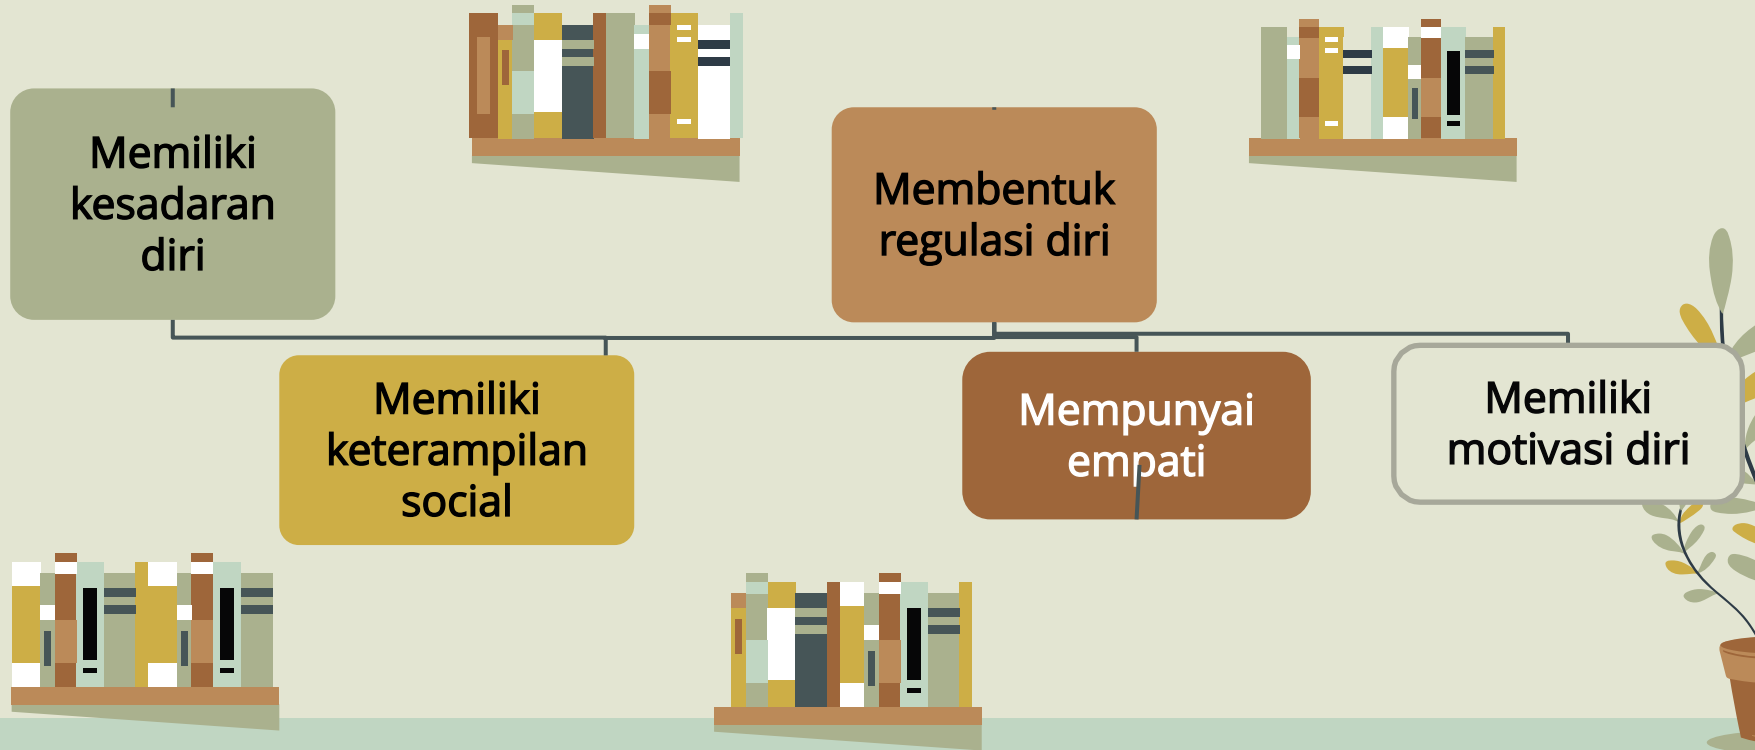 Memiliki
kesadaran
diri
Membentuk
regulasi diri
Memiliki
keterampilan
social
Mempunyai
empati
Memiliki
motivasi diri